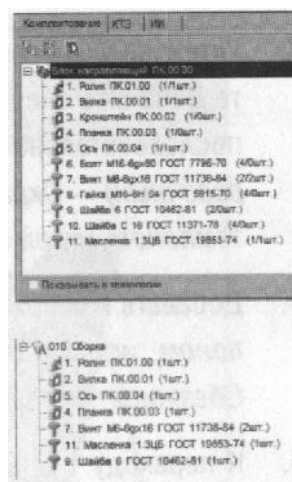 Комплектование КТЭ ИИ
Блок направляющий ПК.00.00
1. Ролик ПК.01.00 (1/1шт.)
2. Вилка ПК.00.01 (1/1шт.)
3. Кронштейн ПК.00.02 (1/0шт.)
4. Планка ПК.00.03 (1/0шт.)
5. Ось ПК.00.04 (1/1шт.)
6. Болт М16-6gx80 ГОСТ 7796-70 (4/0шт.)
7. Винт М6-6gx16 ГОСТ 11738-84 (2/2шт.)
8. Гайка М16-6Н 04 ГОСТ 5915-70 (4/0шт.)
9. Шайба 6 ГОСТ 10462-81 (2/0шт.)
10. Шайба С 16 ГОСТ 11371-78 (4/0шт.)
11. Масленка 1.3ЦБ ГОСТ 19853-74 (1/1шт.)
Показывать в технологии
010 Сборка
1. Ролик ПК.01.00 (1шт.)
2. Вилка ПК.00.01 (1шт.)
5. Ось ПК.00.04 (1шт.)
4. Планка ПК.00.03 (1шт.)
7. Винт М6-6gx16 ГОСТ 11738-84 (2шт.)
11. Масленка 1.3ЦБ ГОСТ 19853-74 (1шт.)
9. Шайба 6 ГОСТ 10462-81 (1шт.)